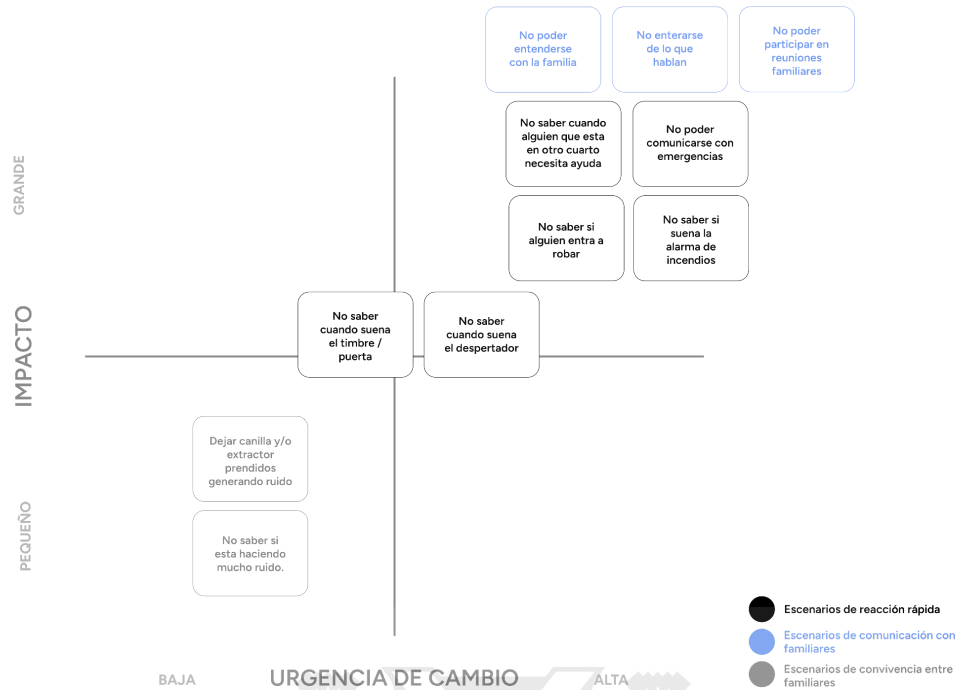 No poder
entenderse
con la familia
No enterarse
de lo que
hablan
No poder
participar en
reuniones
familiares
No saber cuando
alguien que esta
en otro cuarto
necesita ayuda
No poder
comunicarse con
emergencias
No saber si
alguien entra a
robar
No saber si
suena la
alarma de
incendios
GRANDE
IMPACTO
No saber
cuando suena
el timbre /
puerta
No saber
cuando suena
el despertador
Dejar canilla y/o
extractor
prendidos
generando ruido
No saber si
esta haciendo
mucho ruido.
PEQUEÑO
BAJA
URGENCIA DE CAMBIO
ALTA
Escenarios de reacción rápida
Escenarios de comunicación con
familiares
Escenarios de convivencia entre
familiares